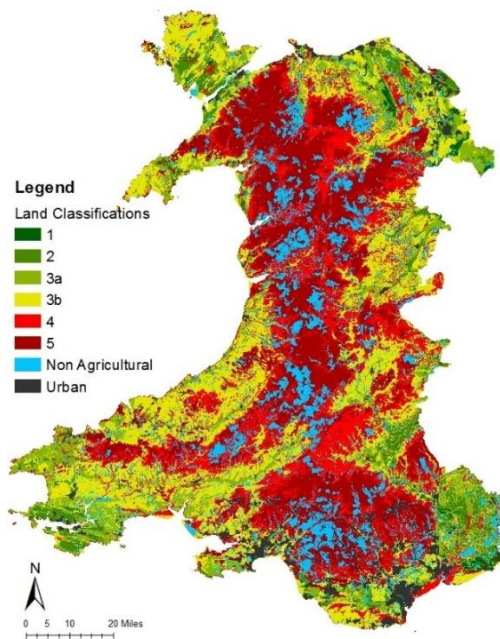 Legend
Land Classifications
1
2
3a
3b
4
5
Non Agricultural
Urban
N
0 5 10 20 Miles